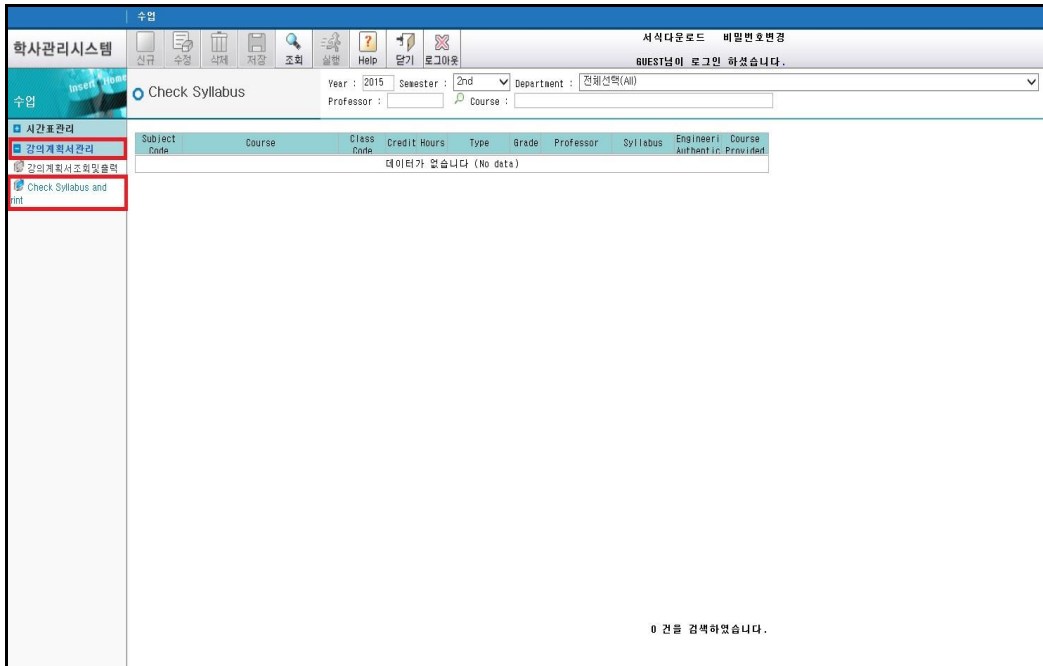 수업
학사관리시스템
신규 수정 삭제 저장 조회 실행 Help 닫기 로그아웃
서식다운로드 비밀번호변경
GUEST님이 로그인 하셨습니다.
Insert Home
수업
Check Syllabus
Year : 2015 Semester : 2nd Department : 전체선택(All)
Professor : Course :
시간표관리
강의계획서관리
강의계획서조회및출력
Check Syllabus and
rint
Subject Code Course Class Code Credit Hours Type Grade Professor Syllabus Engineeri Authentic Course Provided
데이터가 없습니다 (No data)
0 건을 검색하였습니다.